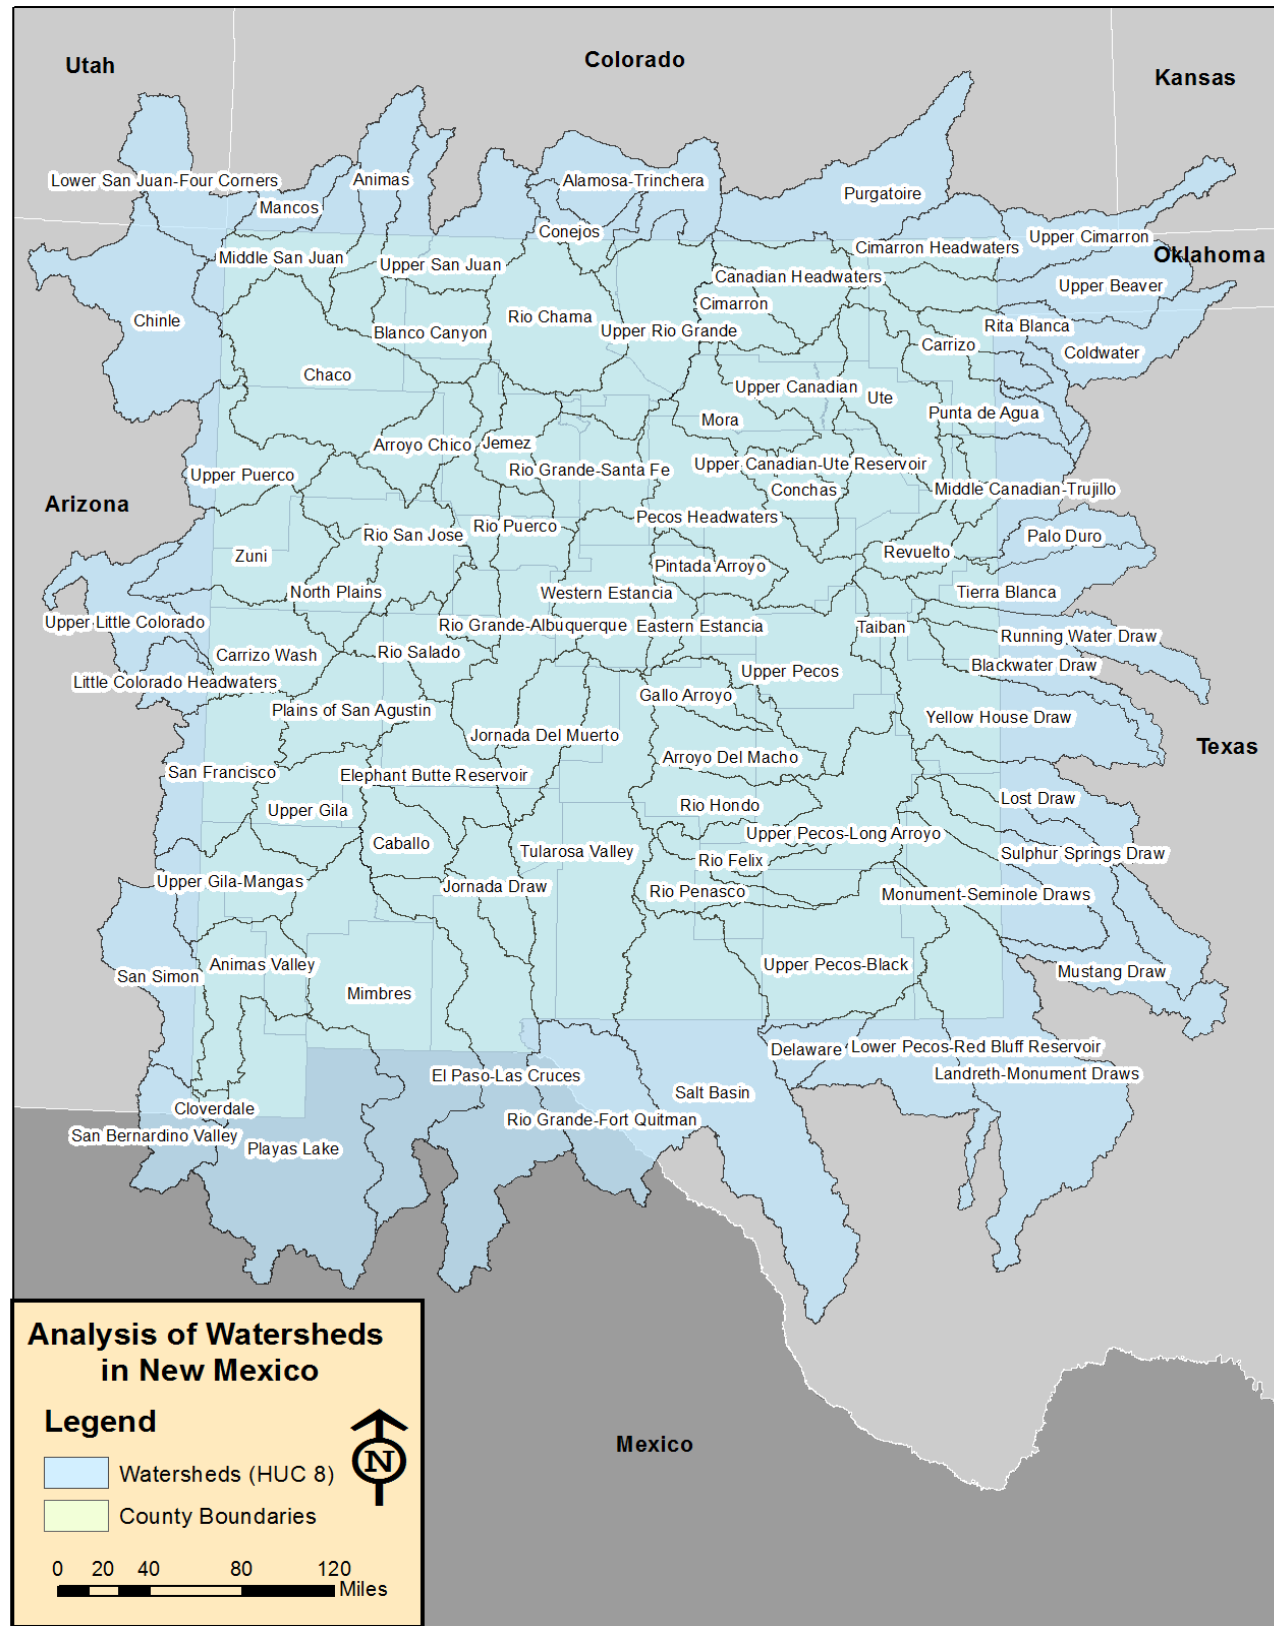 Utah
Colorado
Kansas
Lower San Juan-Four Corners
Animas
Alamosa-Trinchera
Purgatoire
Mancos
Conejos
Upper Cimarron
Cimarron Headwaters
Oklahoma
Middle San Juan
Upper San Juan
Canadian Headwaters
Upper Beaver
Cimarron
Chinle
Rio Chama
Upper Rio Grande
Blanco Canyon
Rita Blanca
Carrizo
Coldwater
Chaco
Upper Canadian
Ute
Mora
Punta de Agua
Arroyo Chico
Jemez
Rio Grande-Santa Fe
Upper Canadian-Ute Reservoir
Upper Puerco
Conchas
Middle Canadian-Trujillo
Arizona
Pecos Headwaters
Rio Puerco
Rio San Jose
Palo Duro
Zuni
Revuelto
Pintada Arroyo
North Plains
Western Estancia
Tierra Blanca
Upper Little Colorado
Rio Grande-Albuquerque
Eastern Estancia
Taiban
Running Water Draw
Carrizo Wash
Rio Salado
Blackwater Draw
Upper Pecos
Little Colorado Headwaters
Gallo Arroyo
Plains of San Agustin
Yellow House Draw
Jornada Del Muerto
Texas
Arroyo Del Macho
San Francisco
Elephant Butte Reservoir
Lost Draw
Rio Hondo
Upper Gila
Upper Pecos-Long Arroyo
Caballo
Tularosa Valley
Sulphur Springs Draw
Rio Felix
Upper Gila-Mangas
Jornada Draw
Rio Penasco
Monument-Seminole Draws
Animas Valley
Upper Pecos-Black
San Simon
Mustang Draw
Mimbres
Delaware
Lower Pecos-Red Bluff Reservoir
El Paso-Las Cruces
Landreth-Monument Draws
Salt Basin
Cloverdale
Rio Grande-Fort Quitman
San Bernardino Valley
Playas Lake
Mexico
Analysis of Watersheds
in New Mexico
Legend
N
Watersheds (HUC 8)
County Boundaries
0 20 40 80 120
Miles